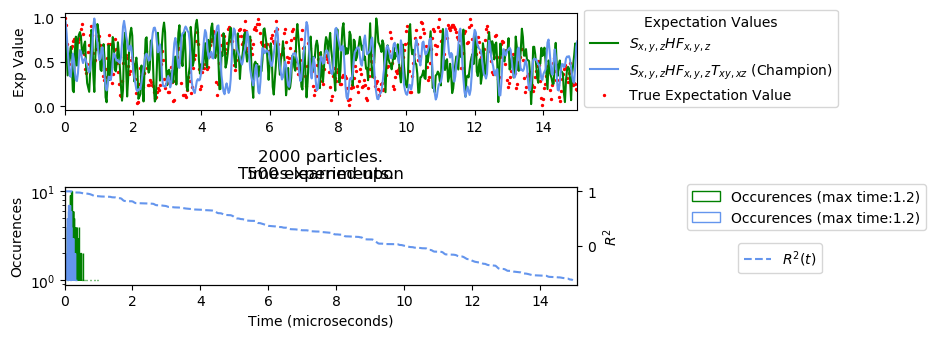 Expectation Values
S_{x,y,z}HF_{x,y,z}
S_{x,y,z}HF_{x,y,z}T_{xy,xz} (Champion)
True Expectation Value
Exp Value
1.0
0.5
0.0
0 2 4 6 8 10 12 14
2000 particles.
500 experiments.
Times learned upon
Occurences
10^1
10^0
1
0
R^2
0 2 4 6 8 10 12 14
Time (microseconds)
Occurences (max time:1.2)
Occurences (max time:1.2)
R^2(t)